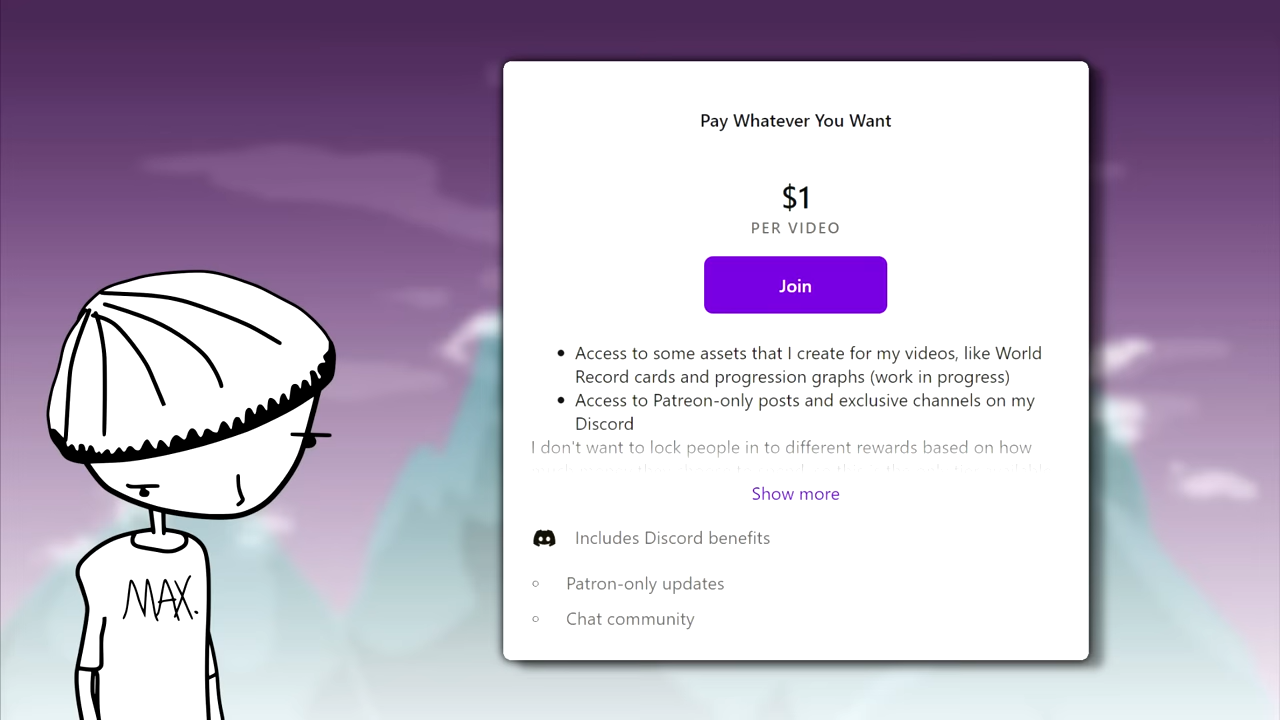 Pay Whatever You Want
$1
PER VIDEO
Join
• Access to some assets that I create for my videos, like World
Record cards and progression graphs (work in progress)
• Access to Patreon-only posts and exclusive channels on my
Discord
I don't want to lock people in to different rewards based on how
Show more
Includes Discord benefits
Patron-only updates
Chat community
MAX.